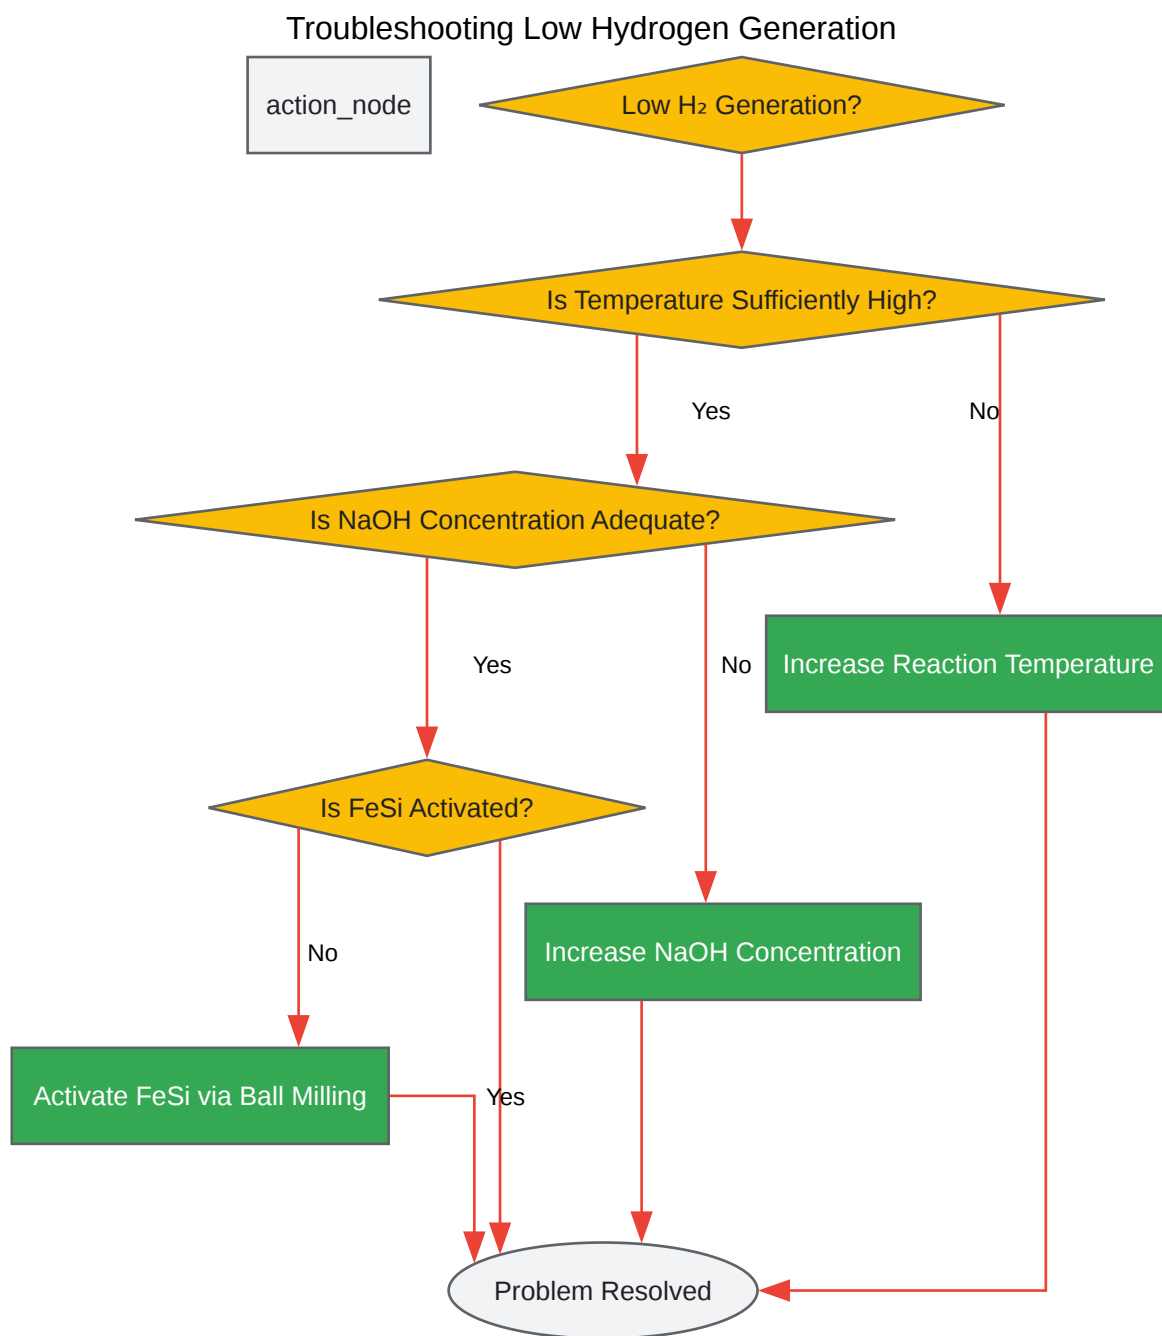 Troubleshooting Low Hydrogen Generation
action_node
Low H₂ Generation?
Is Temperature Sufficiently High?
Yes
No
Is NaOH Concentration Adequate?
Yes
No
Increase Reaction Temperature
Is FeSi Activated?
No
Increase NaOH Concentration
Activate FeSi via Ball Milling
Yes
Problem Resolved